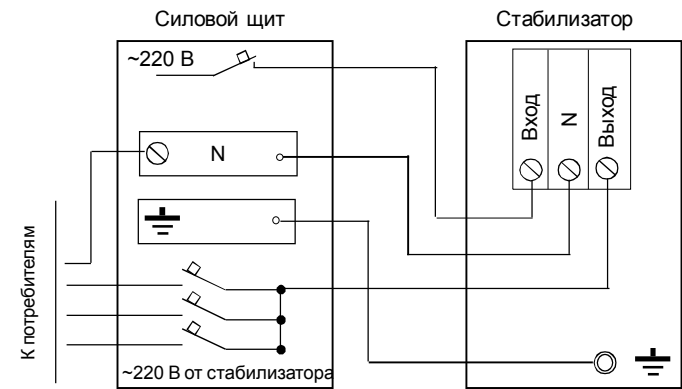 Силовой щит
Стабилизатор
~220 В
Вход
N
Выход
N
К потребителям
~220 В от стабилизатора